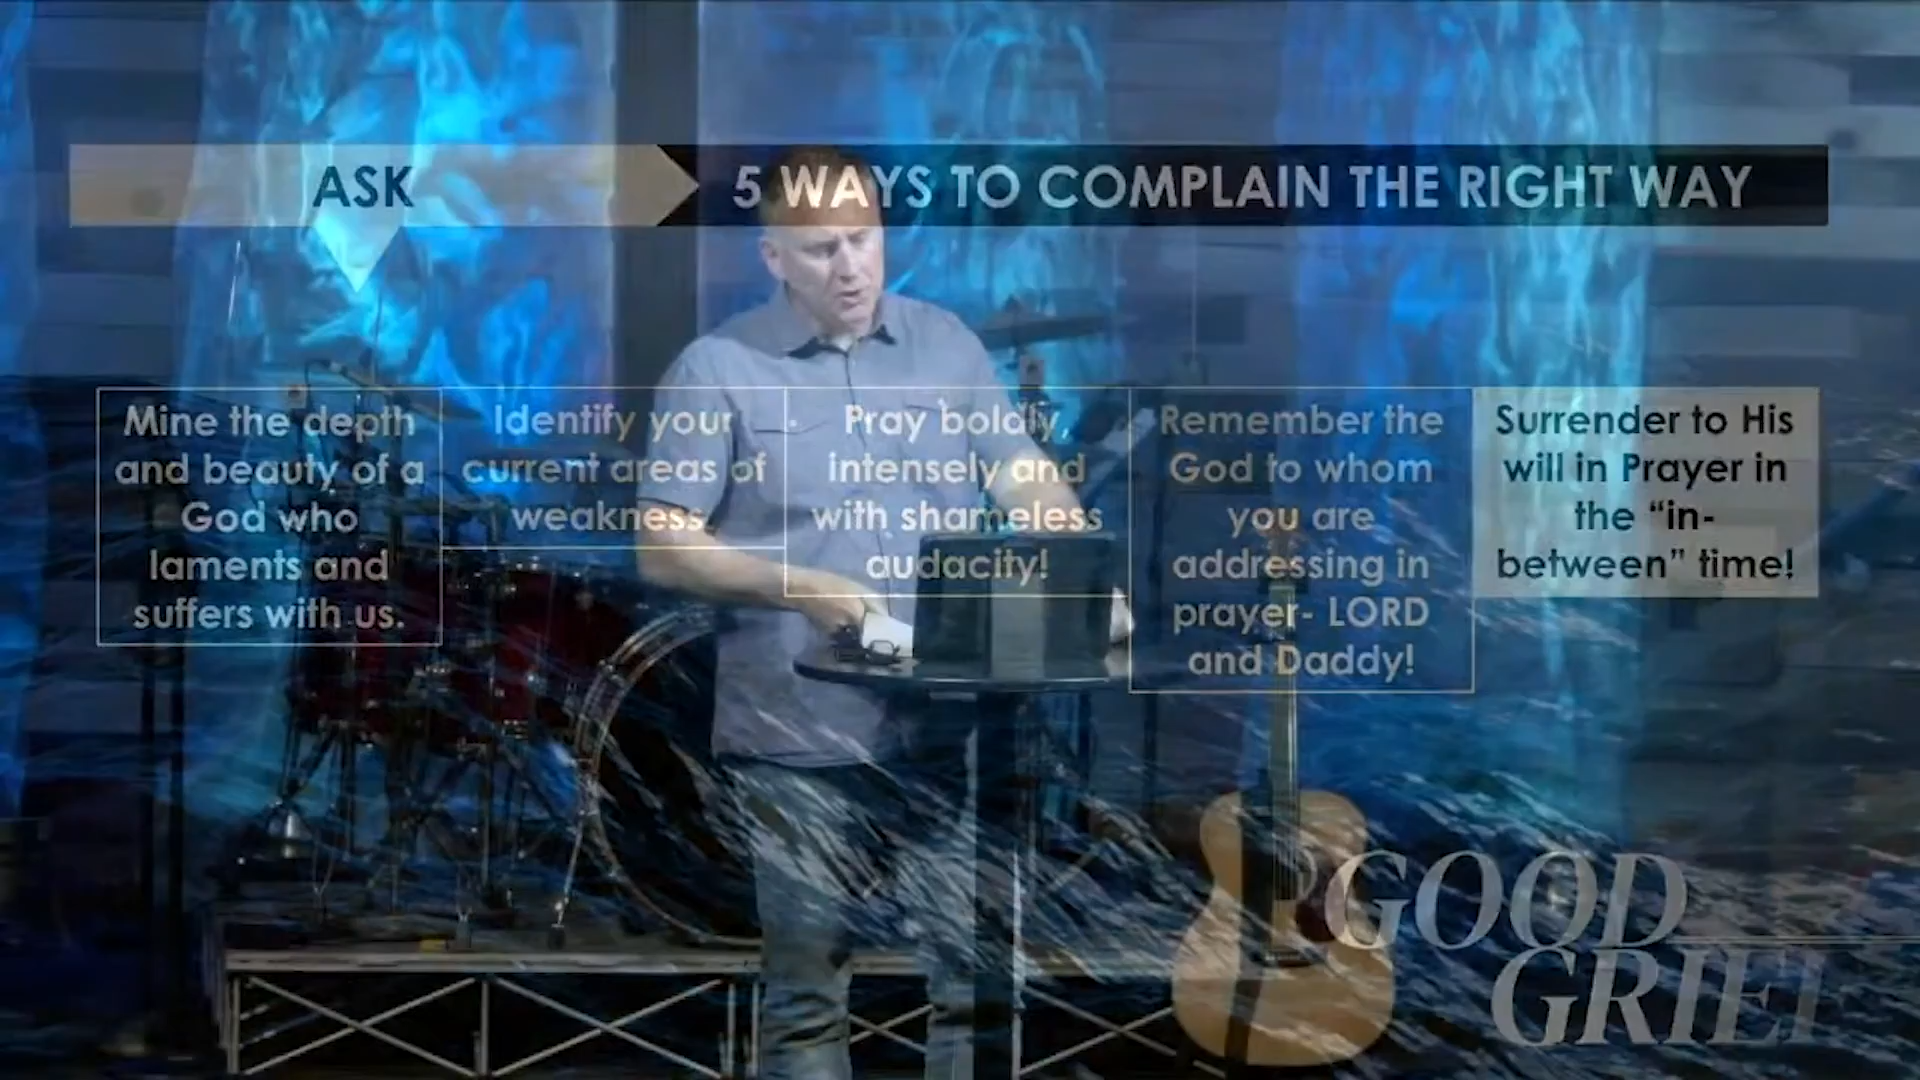 ASK
5 WAYS TO COMPLAIN THE RIGHT WAY
Mine the depth
and beauty of a
God who
laments and
suffers with us.
Identify your
current areas of
weakness.
Pray boldly,
intensely and
with shameless
audacity!
Remember the
God to whom
you are
addressing in
prayer- LORD
and Daddy!
Surrender to His
will in Prayer in
the “in-
between” time!
GOOD
GRIEF